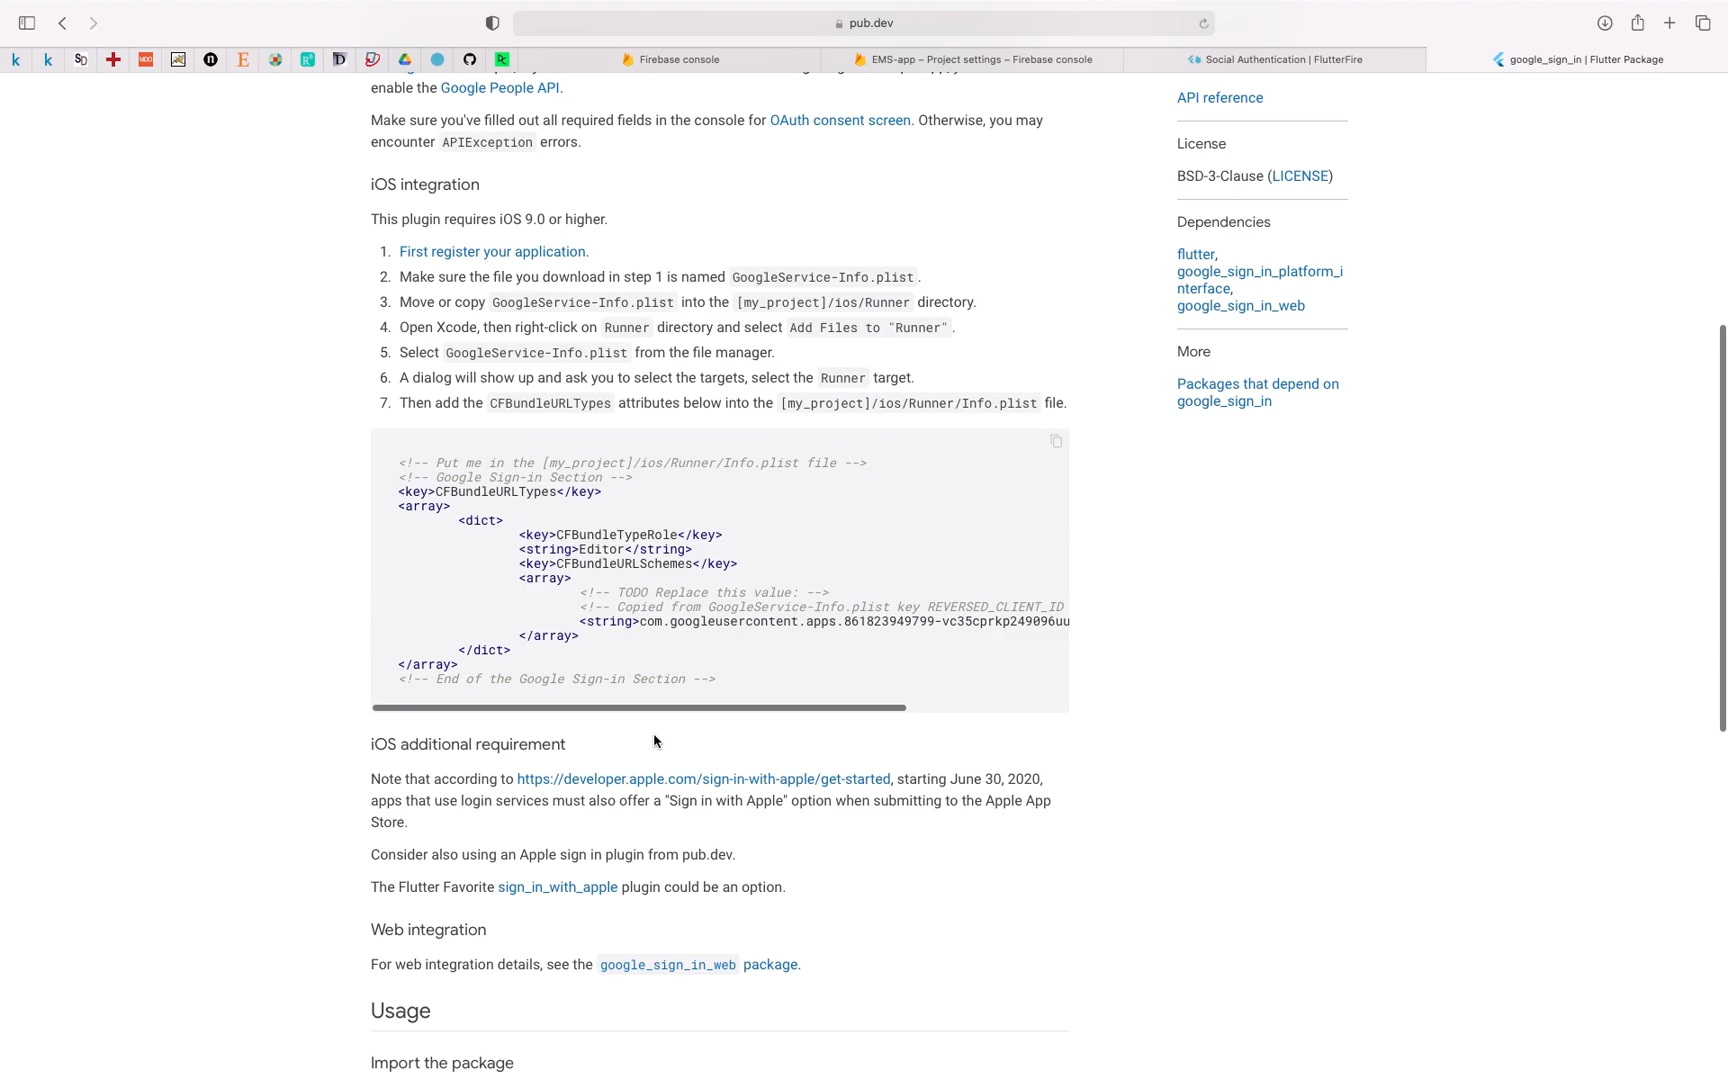 pub.dev
k
k
SD
MOO
n
E
R
D
Firebase console
EMS-app – Project settings – Firebase console
Social Authentication | FlutterFire
google_sign_in | Flutter Package
enable the Google People API.
Make sure you've filled out all required fields in the console for OAuth consent screen. Otherwise, you may
encounter APIException errors.
iOS integration
This plugin requires iOS 9.0 or higher.
1. First register your application.
2. Make sure the file you download in step 1 is named GoogleService-Info.plist.
3. Move or copy GoogleService-Info.plist into the [my_project]/ios/Runner directory.
4. Open Xcode, then right-click on Runner directory and select Add Files to "Runner".
5. Select GoogleService-Info.plist from the file manager.
6. A dialog will show up and ask you to select the targets, select the Runner target.
7. Then add the CFBundleURLTypes attributes below into the [my_project]/ios/Runner/Info.plist file.
<!-- Put me in the [my_project]/ios/Runner/Info.plist file -->
<!-- Google Sign-in Section -->
<key>CFBundleURLTypes</key>
<array>
<dict>
<key>CFBundleTypeRole</key>
<string>Editor</string>
<key>CFBundleURLSchemes</key>
<array>
<!-- TODO Replace this value: -->
<!-- Copied from GoogleService-Info.plist key REVERSED_CLIENT_ID
<string>com.googleusercontent.apps.861823949799-vc35cprkp249096uu
</array>
</dict>
</array>
<!-- End of the Google Sign-in Section -->
iOS additional requirement
Note that according to https://developer.apple.com/sign-in-with-apple/get-started, starting June 30, 2020,
apps that use login services must also offer a "Sign in with Apple" option when submitting to the Apple App
Store.
Consider also using an Apple sign in plugin from pub.dev.
The Flutter Favorite sign_in_with_apple plugin could be an option.
Web integration
For web integration details, see the google_sign_in_web package.
Usage
Import the package
API reference
License
BSD-3-Clause (LICENSE)
Dependencies
flutter,
google_sign_in_platform_i
nterface,
google_sign_in_web
More
Packages that depend on
google_sign_in